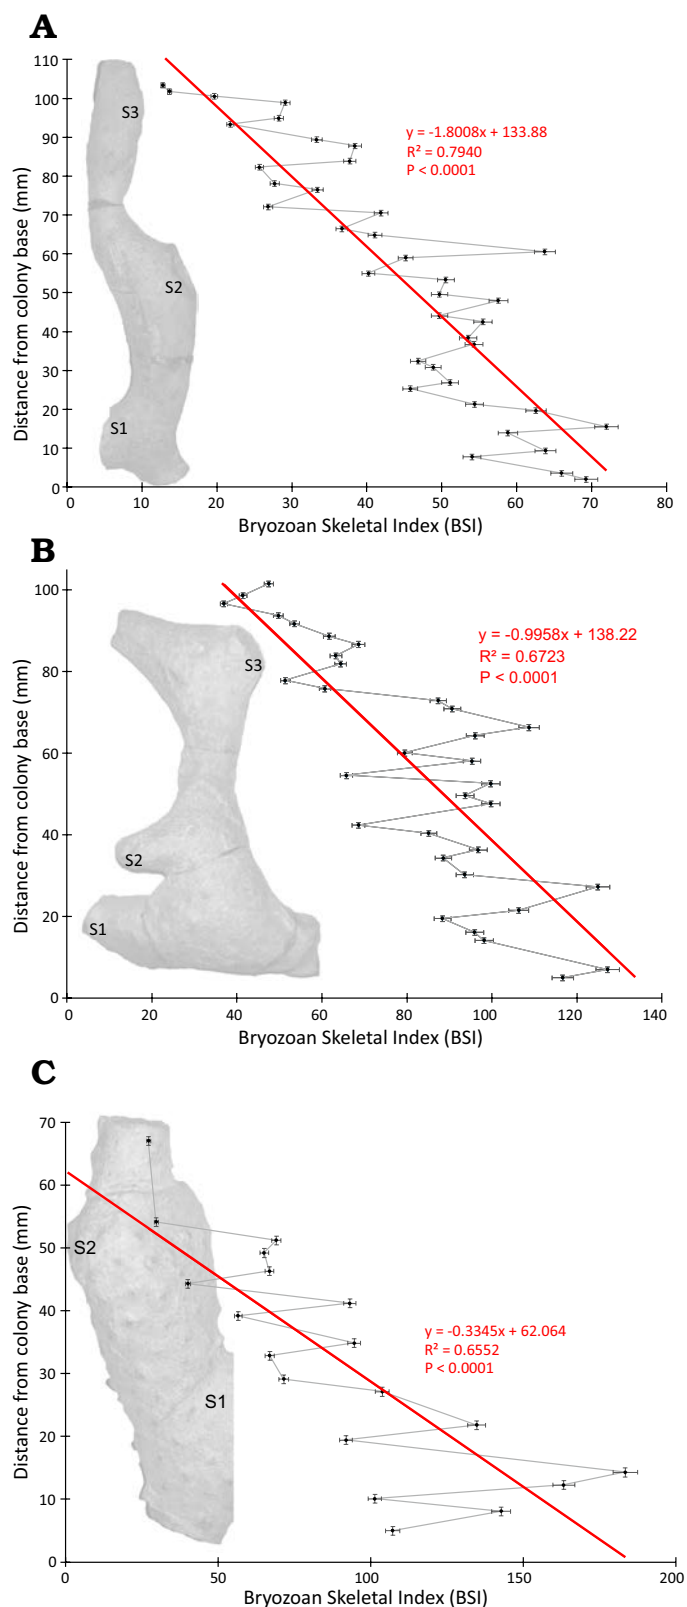 A
110
100
90
80
70
60
50
40
30
20
10
0
Distance from colony base (mm)
S3
S2
S1
y = -1.8008x + 133.88
R² = 0.7940
P < 0.0001
0 10 20 30 40 50 60 70 80
Bryozoan Skeletal Index (BSI)
B
100
80
60
40
20
0
Distance from colony base (mm)
S3
S2
S1
y = -0.9958x + 138.22
R² = 0.6723
P < 0.0001
0 20 40 60 80 100 120 140
Bryozoan Skeletal Index (BSI)
C
70
60
50
40
30
20
10
0
Distance from colony base (mm)
S2
S1
y = -0.3345x + 62.064
R² = 0.6552
P < 0.0001
0 50 100 150 200
Bryozoan Skeletal Index (BSI)